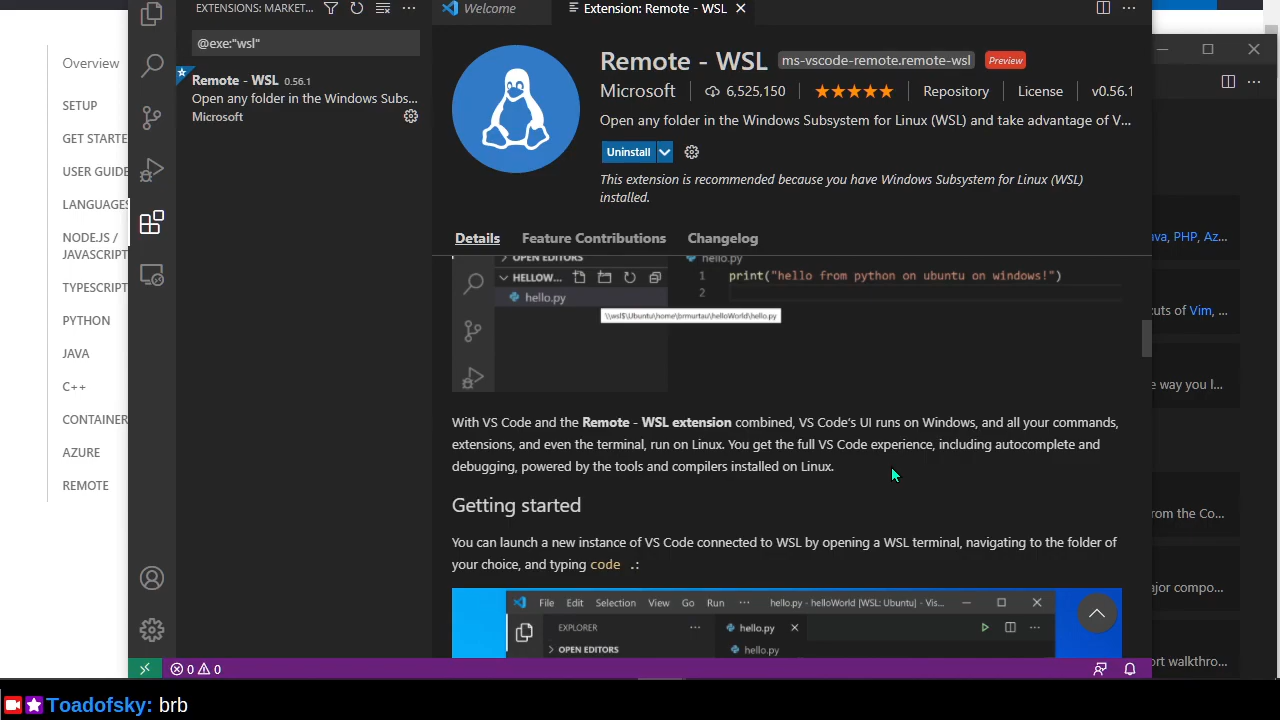 Overview
SETUP
GET STARTE
USER GUIDE
LANGUAGES
NODE.JS /
JAVASCRIPT
TYPESCRIPT
PYTHON
JAVA
C++
CONTAINER
AZURE
REMOTE
EXTENSIONS: MARKET...
@exe:"wsl"
Remote - WSL 0.56.1
Open any folder in the Windows Subs...
Microsoft
Welcome
Extension: Remote - WSL
Remote - WSL ms-vscode-remote.remote-wsl Preview
Microsoft 6,525,150 Repository License v0.56.1
Open any folder in the Windows Subsystem for Linux (WSL) and take advantage of V...
Uninstall
This extension is recommended because you have Windows Subsystem for Linux (WSL)
installed.
Details Feature Contributions Changelog
OPEN EDITORS
HELLOW...
hello.py
hello.py
1 print("hello from python on ubuntu on windows!")
2
\\wsl$\Ubuntu\home\brmurtau\helloWorld\hello.py
With VS Code and the Remote - WSL extension combined, VS Code's UI runs on Windows, and all your commands,
extensions, and even the terminal, run on Linux. You get the full VS Code experience, including autocomplete and
debugging, powered by the tools and compilers installed on Linux.
Getting started
You can launch a new instance of VS Code connected to WSL by opening a WSL terminal, navigating to the folder of
your choice, and typing code .:
File Edit Selection View Go Run ... hello.py - helloWorld [WSL: Ubuntu] - Vis...
EXPLORER
OPEN EDITORS
hello.py
hello.py
ava, PHP, Az...
cuts of Vim, ...
e way you l...
rom the Co...
ajor compo...
ort walkthro...
0 0
Toadofsky: brb